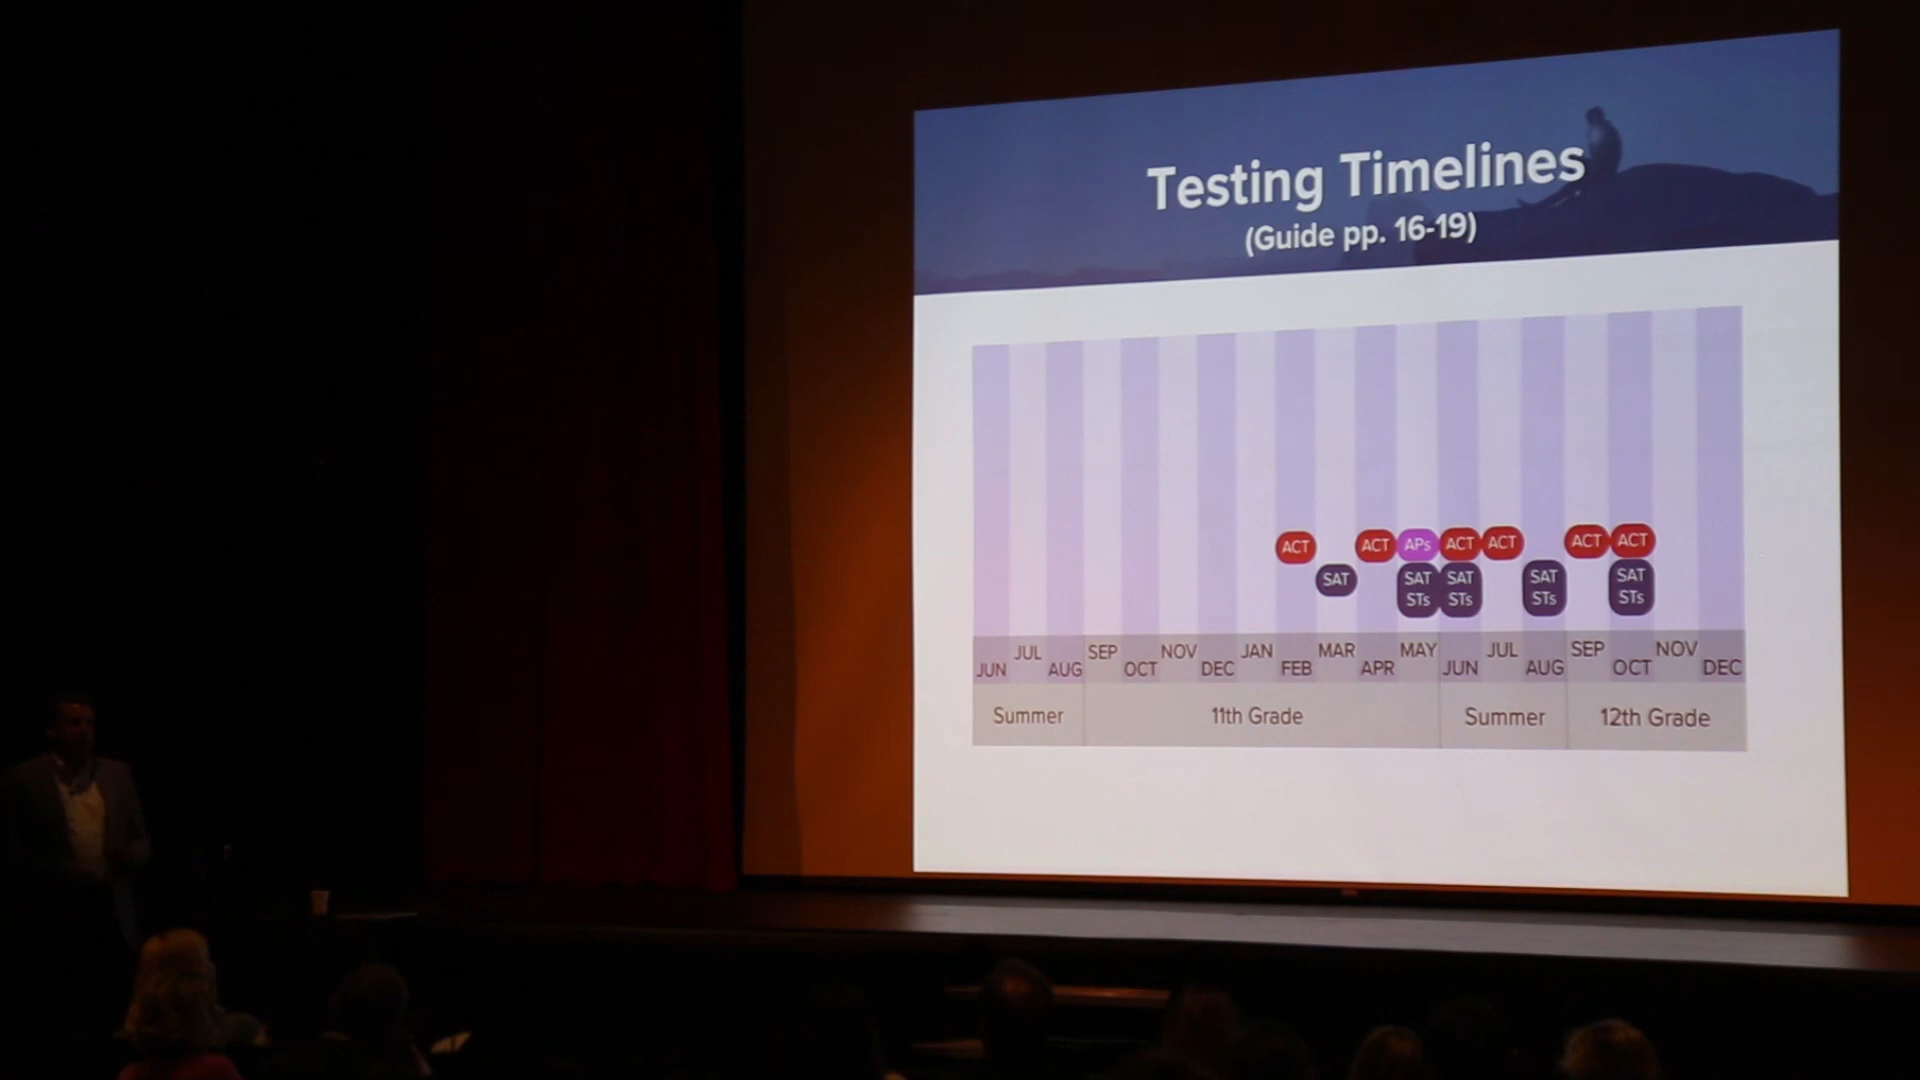 Testing Timelines
(Guide pp. 16-19)
ACT ACT APs ACT ACT ACT ACT
SAT SAT SAT SAT SAT
STs STs STs STs
JUN JUL AUG SEP OCT NOV DEC JAN FEB MAR APR MAY JUN JUL AUG SEP OCT NOV DEC
Summer 11th Grade Summer 12th Grade